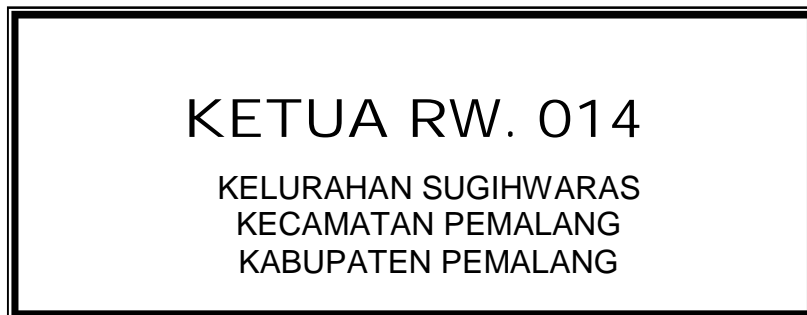 KETUA RW. 014
KELURAHAN SUGIHWARAS
KECAMATAN PEMALANG
KABUPATEN PEMALANG